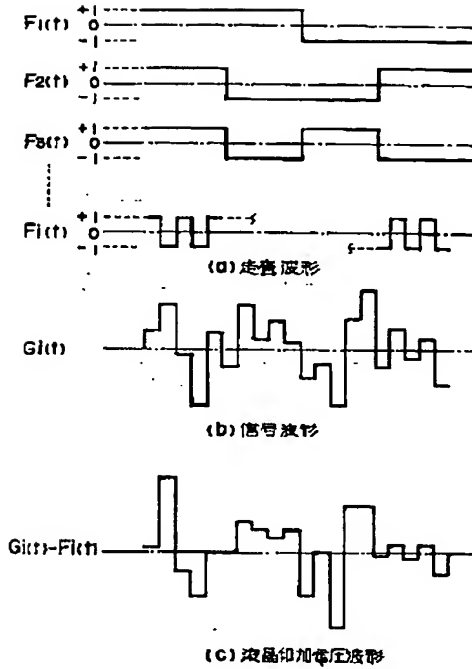 +1
F1(t) 0
-1
+1
F2(t) 0
-1
+1
F3(t) 0
-1
+1
Fi(t) 0
-1
(a) 走査波形
Gi(t)
(b) 信号波形
Gi(t)-Fi(t)
(c) 液晶印加電圧波形